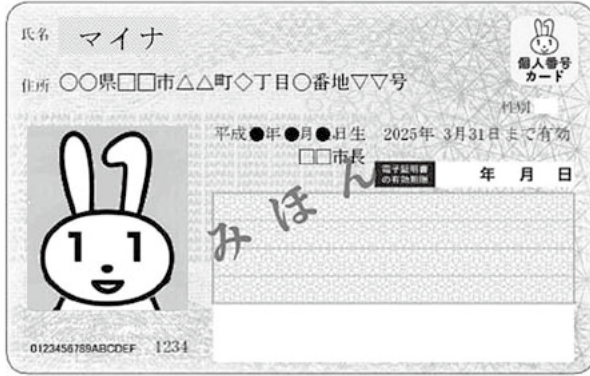 氏名 マイナ
個人番号
カード
住所 ○○県□□市△△町◇丁目○番地▽▽号
性別
平成●年●月●日生 2025年 3月31日まで有効
□□市長
電子証明書
の有効期限
年 月 日
みほん
0123456789ABCDEF 1234